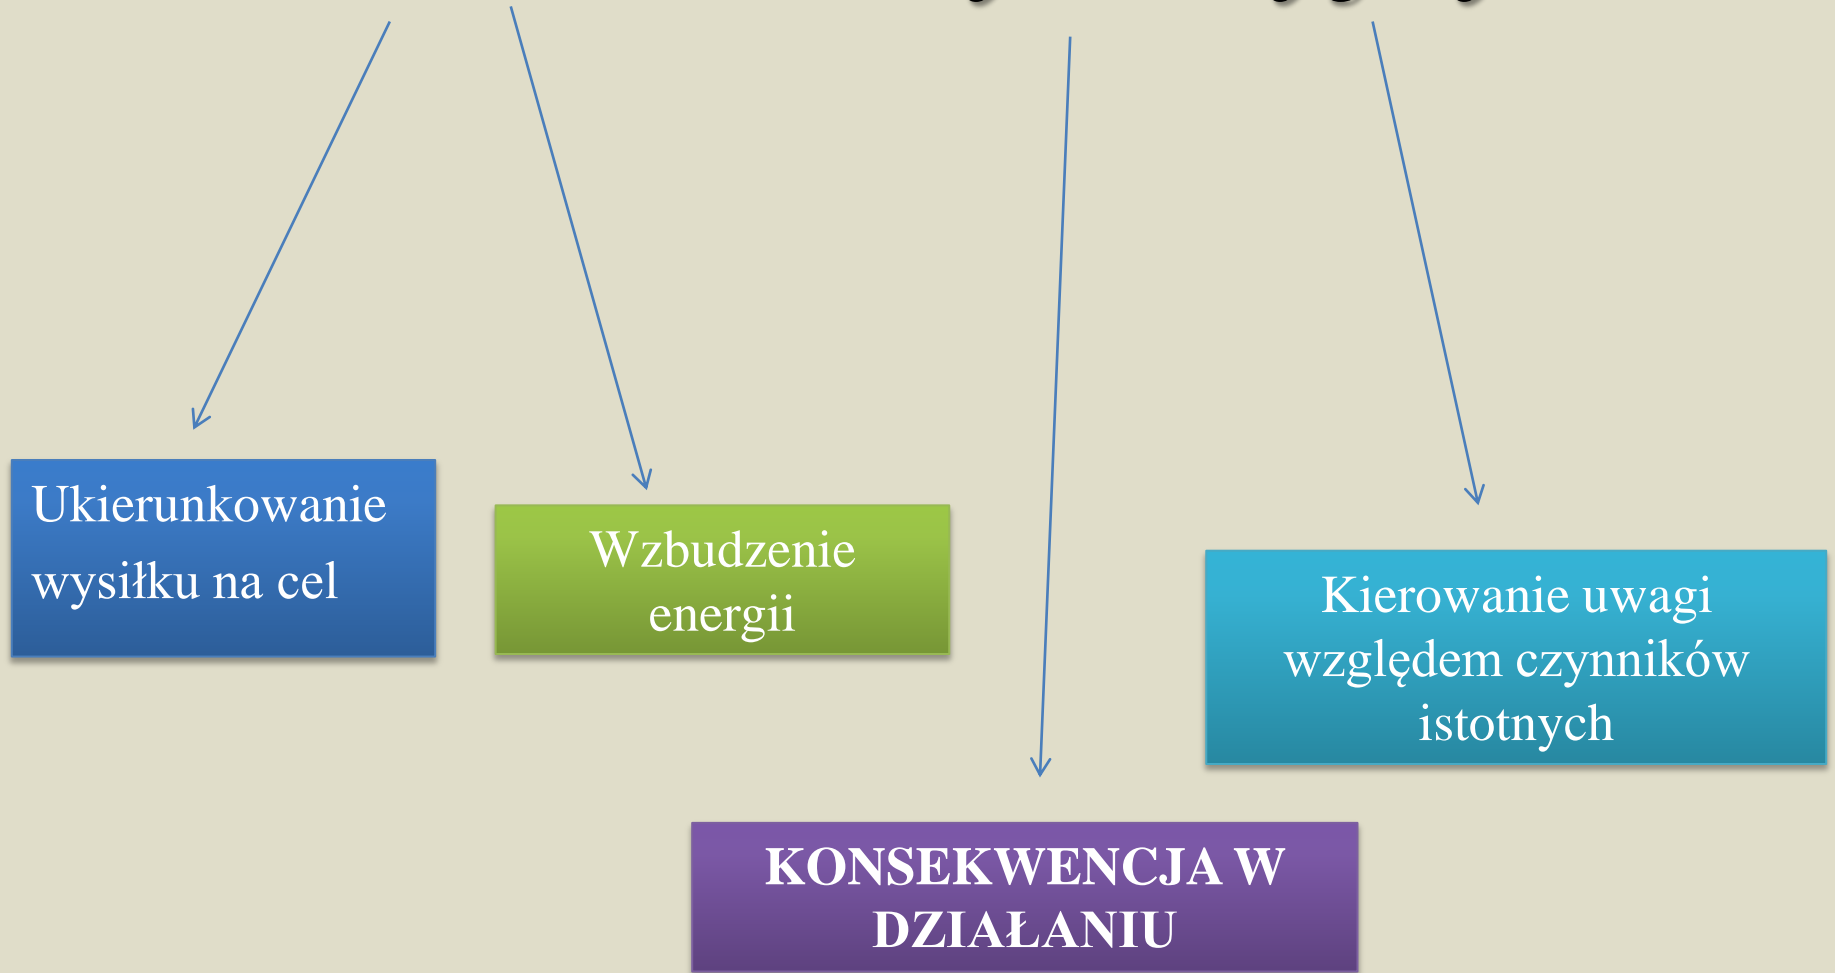 Ukierunkowanie
wysiłku na cel
Wzbudzenie
energii
Kierowanie uwagi
względem czynników
istotnych
KONSEKWENCJA W
DZIAŁANIU